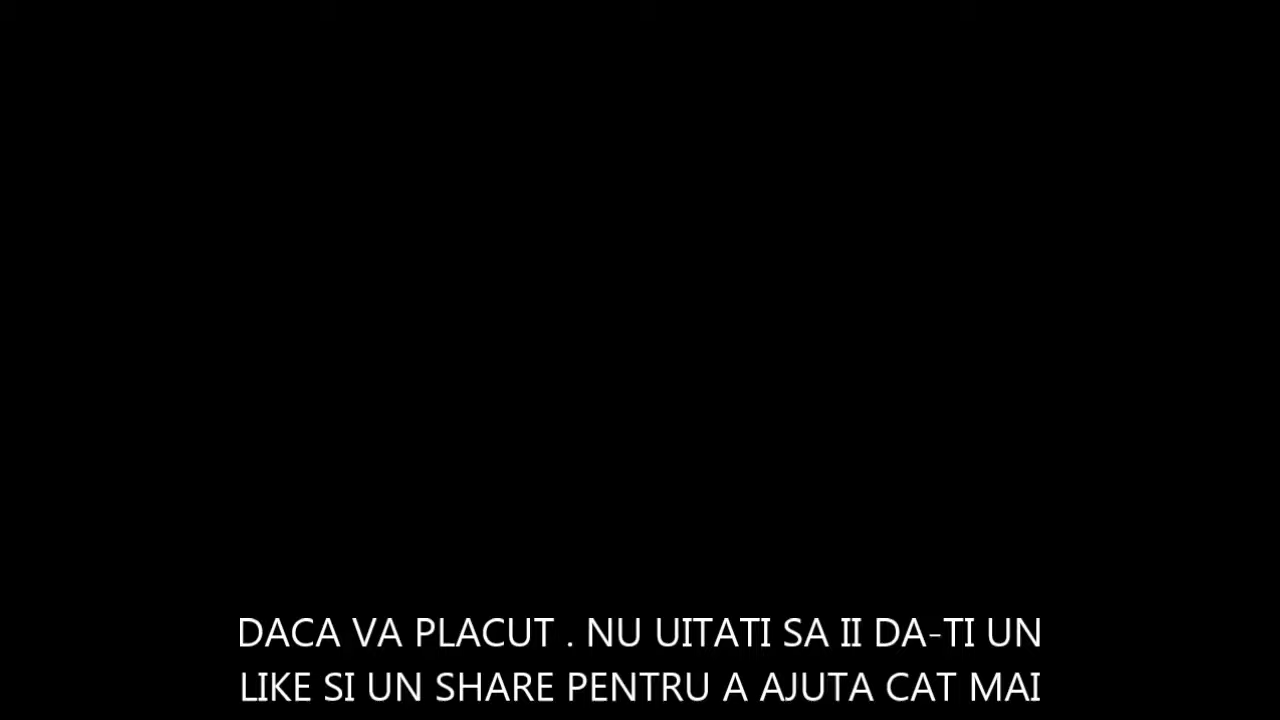 DACA VA PLACUT . NU UITATI SA II DA-TI UN
LIKE SI UN SHARE PENTRU A AJUTA CAT MAI